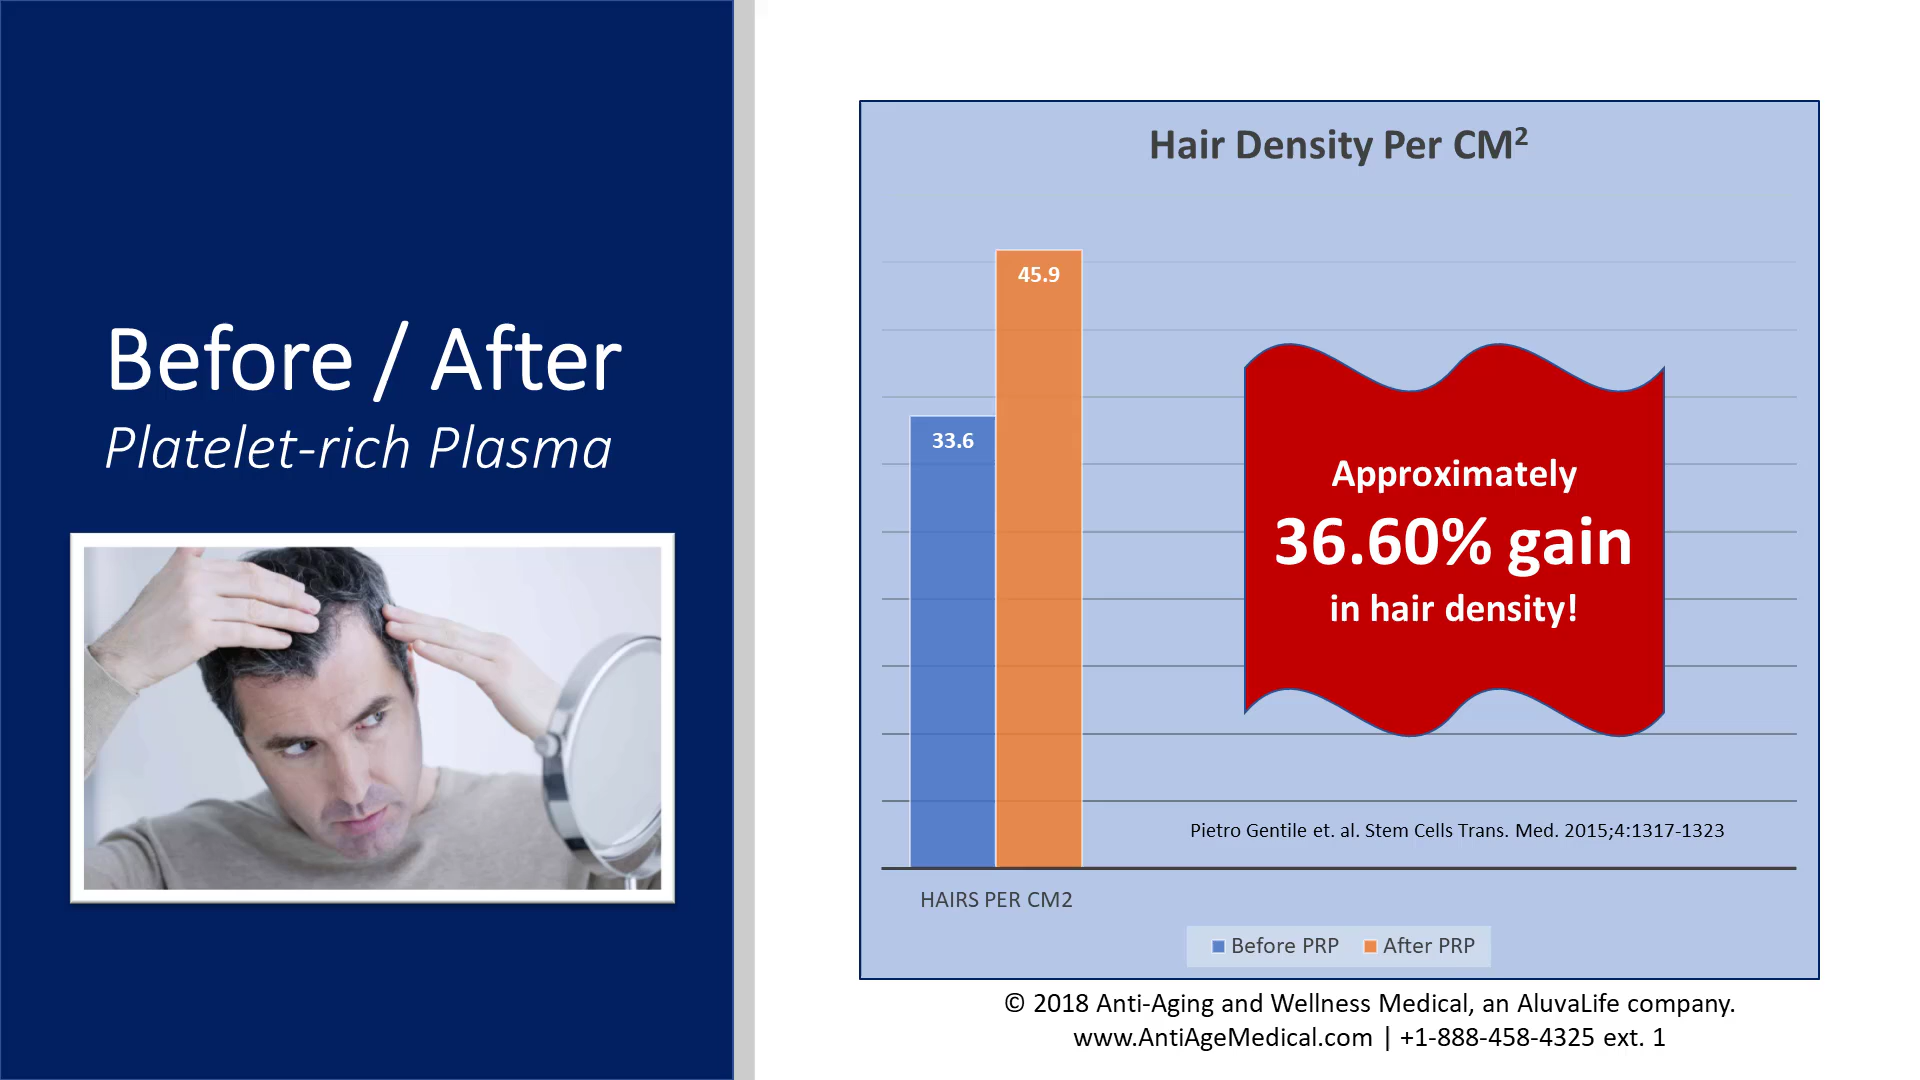 Before / After
Platelet-rich Plasma
Hair Density Per CM²
45.9
33.6
Approximately
36.60% gain
in hair density!
Pietro Gentile et. al. Stem Cells Trans. Med. 2015;4:1317-1323
HAIRS PER CM2
Before PRP After PRP
© 2018 Anti-Aging and Wellness Medical, an AluvaLife company.
www.AntiAgeMedical.com | +1-888-458-4325 ext. 1